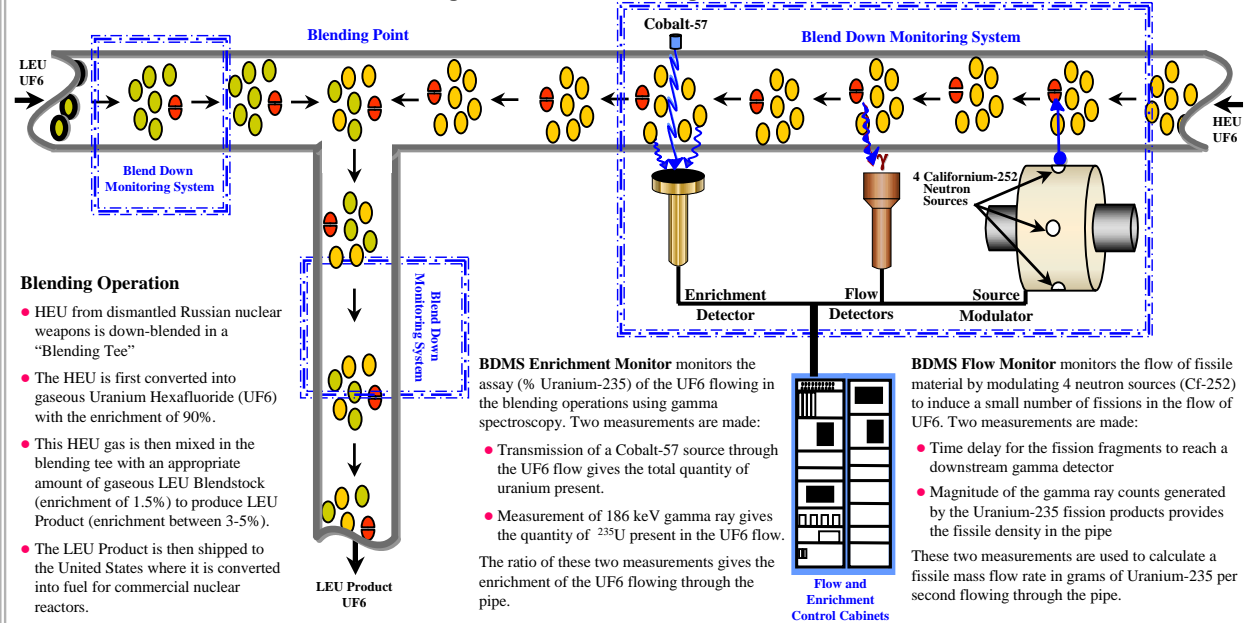 Cobalt-57
Blending Point
Blend Down Monitoring System
LEU
UF6
HEU
UF6
Blend Down
Monitoring System
γ
4 Californium-252
Neutron
Sources
Blend Down
Monitoring System
Enrichment
Detector
Flow
Detectors
Source
Modulator
Blending Operation
• HEU from dismantled Russian nuclear
weapons is down-blended in a
“Blending Tee”
• The HEU is first converted into
gaseous Uranium Hexafluoride (UF6)
with the enrichment of 90%.
• This HEU gas is then mixed in the
blending tee with an appropriate
amount of gaseous LEU Blendstock
(enrichment of 1.5%) to produce LEU
Product (enrichment between 3-5%).
• The LEU Product is then shipped to
the United States where it is converted
into fuel for commercial nuclear
reactors.
LEU Product
UF6
BDMS Enrichment Monitor monitors the
assay (% Uranium-235) of the UF6 flowing in
the blending operations using gamma
spectroscopy. Two measurements are made:
• Transmission of a Cobalt-57 source through
the UF6 flow gives the total quantity of
uranium present.
• Measurement of 186 keV gamma ray gives
the quantity of ²³⁵U present in the UF6 flow.
The ratio of these two measurements gives the
enrichment of the UF6 flowing through the
pipe.
Flow and
Enrichment
Control Cabinets
BDMS Flow Monitor monitors the flow of fissile
material by modulating 4 neutron sources (Cf-252)
to induce a small number of fissions in the flow of
UF6. Two measurements are made:
• Time delay for the fission fragments to reach a
downstream gamma detector
• Magnitude of the gamma ray counts generated
by the Uranium-235 fission products provides
the fissile density in the pipe
These two measurements are used to calculate a
fissile mass flow rate in grams of Uranium-235 per
second flowing through the pipe.